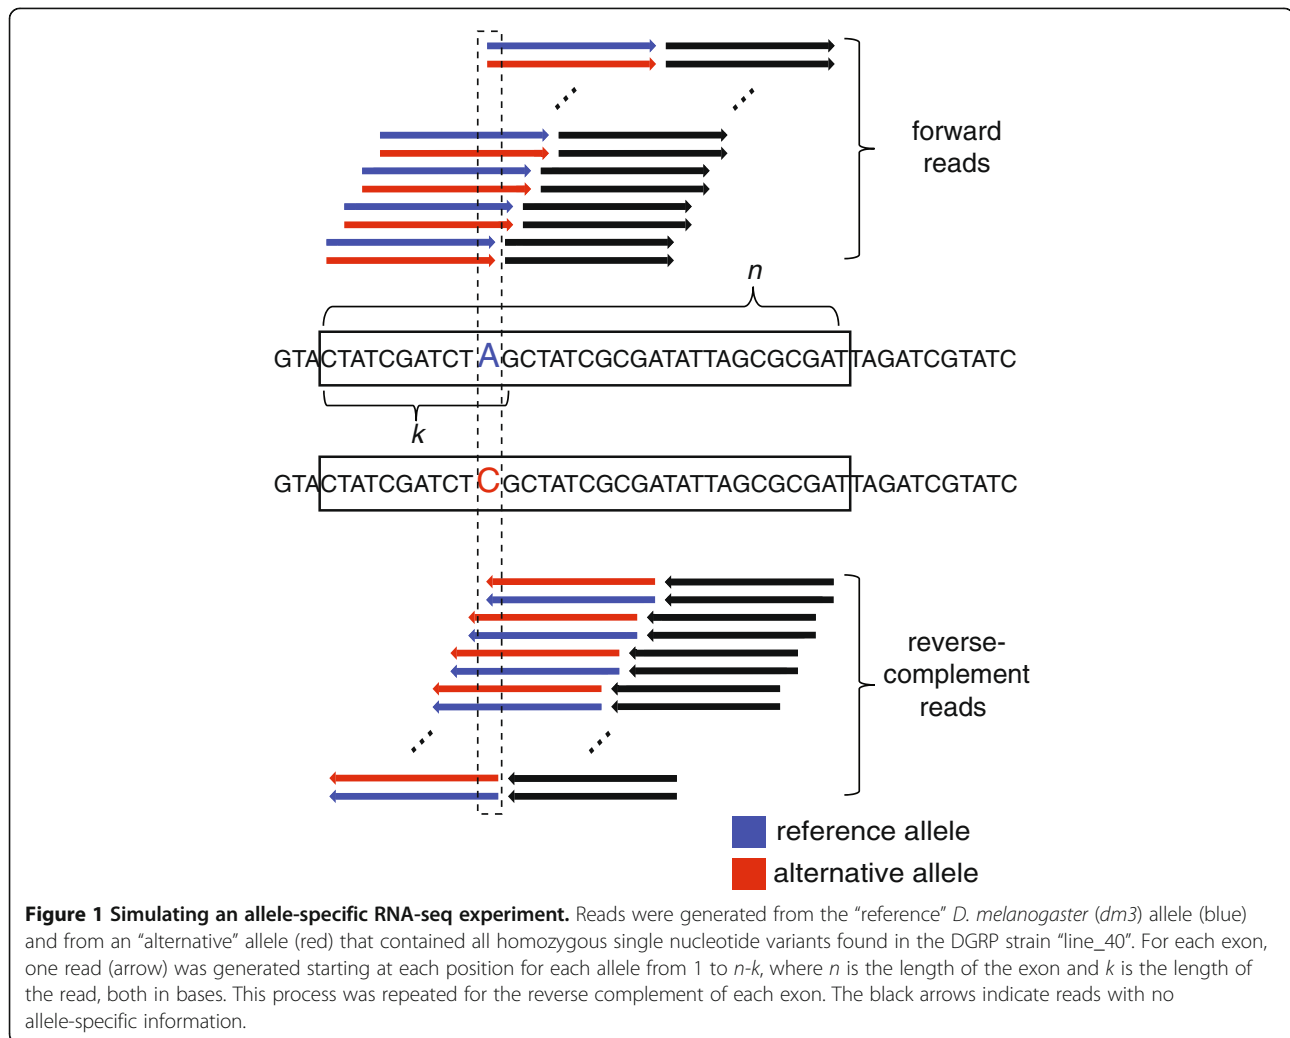 forward
reads
n
GTACTATCGATCT A GCTATCGCGATATTAGCGCGATTAGATCGTATC
k
GTACTATCGATCT C GCTATCGCGATATTAGCGCGATTAGATCGTATC
reverse-
complement
reads
reference allele
alternative allele
Figure 1 Simulating an allele-specific RNA-seq experiment. Reads were generated from the “reference” D. melanogaster (dm3) allele (blue)
and from an “alternative” allele (red) that contained all homozygous single nucleotide variants found in the DGRP strain “line_40”. For each exon,
one read (arrow) was generated starting at each position for each allele from 1 to n-k, where n is the length of the exon and k is the length of
the read, both in bases. This process was repeated for the reverse complement of each exon. The black arrows indicate reads with no
allele-specific information.